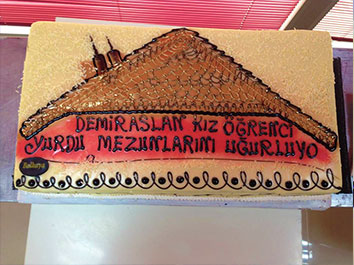 DEMİRASLAN KIZ ÖĞRENCİ
YURDU MEZUNLARINI UĞURLUYO